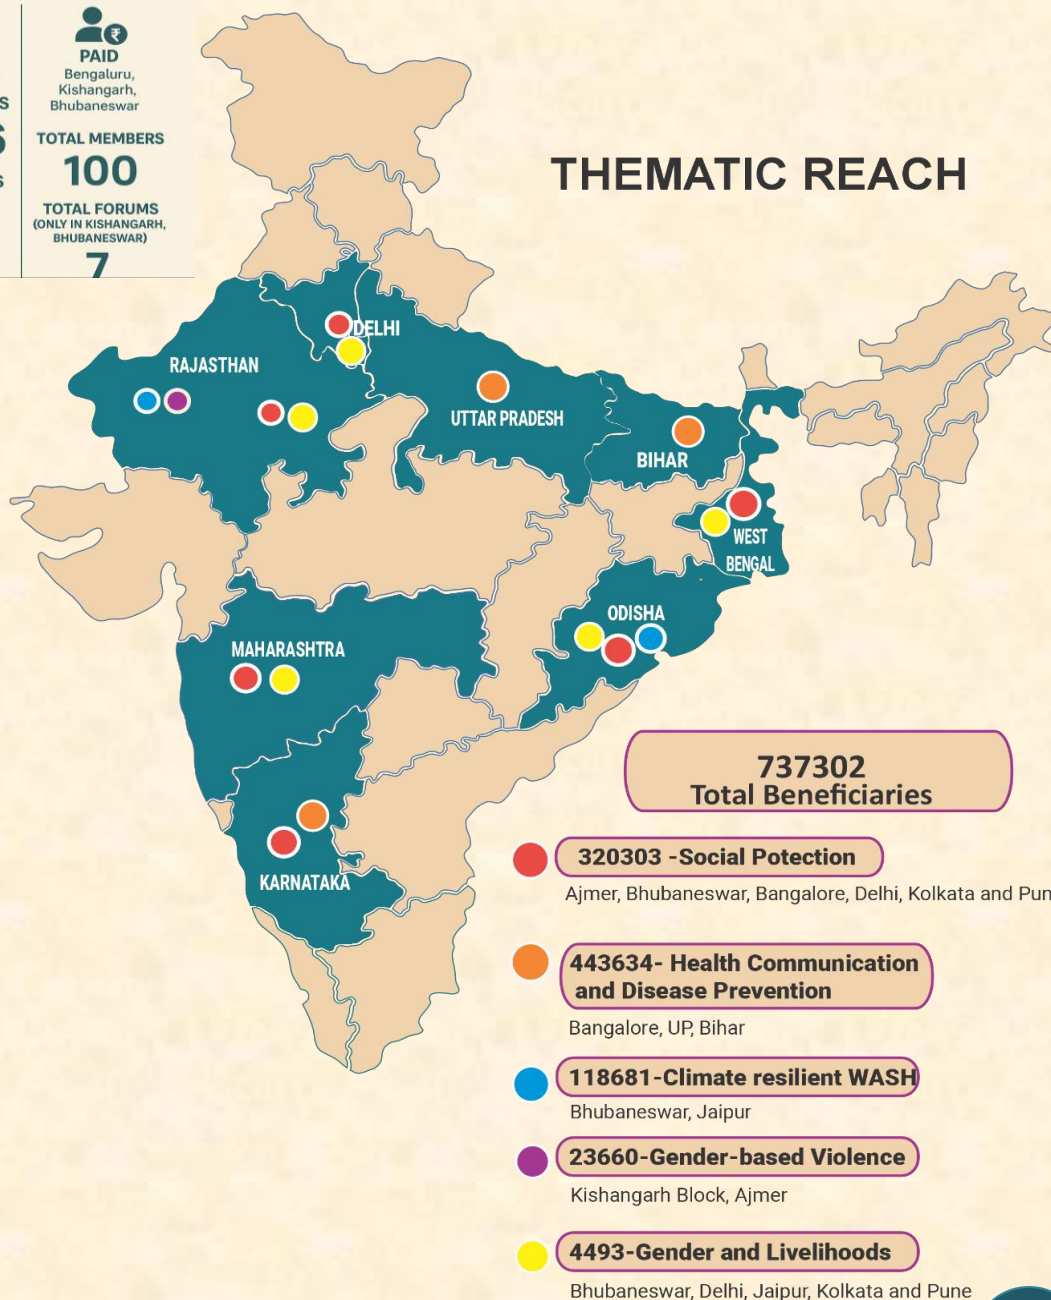 PAID
Bengaluru,
Kishangarh,
Bhubaneswar
TOTAL MEMBERS
100
TOTAL FORUMS
(ONLY IN KISHANGARH,
BHUBANESWAR)
7
S
S
S
THEMATIC REACH
DELHI
RAJASTHAN
UTTAR PRADESH
BIHAR
WEST
BENGAL
ODISHA
MAHARASHTRA
KARNATAKA
737302
Total Beneficiaries
320303 -Social Potection
Ajmer, Bhubaneswar, Bangalore, Delhi, Kolkata and Pun
443634- Health Communication
and Disease Prevention
Bangalore, UP, Bihar
118681-Climate resilient WASH
Bhubaneswar, Jaipur
23660-Gender-based Violence
Kishangarh Block, Ajmer
4493-Gender and Livelihoods
Bhubaneswar, Delhi, Jaipur, Kolkata and Pune